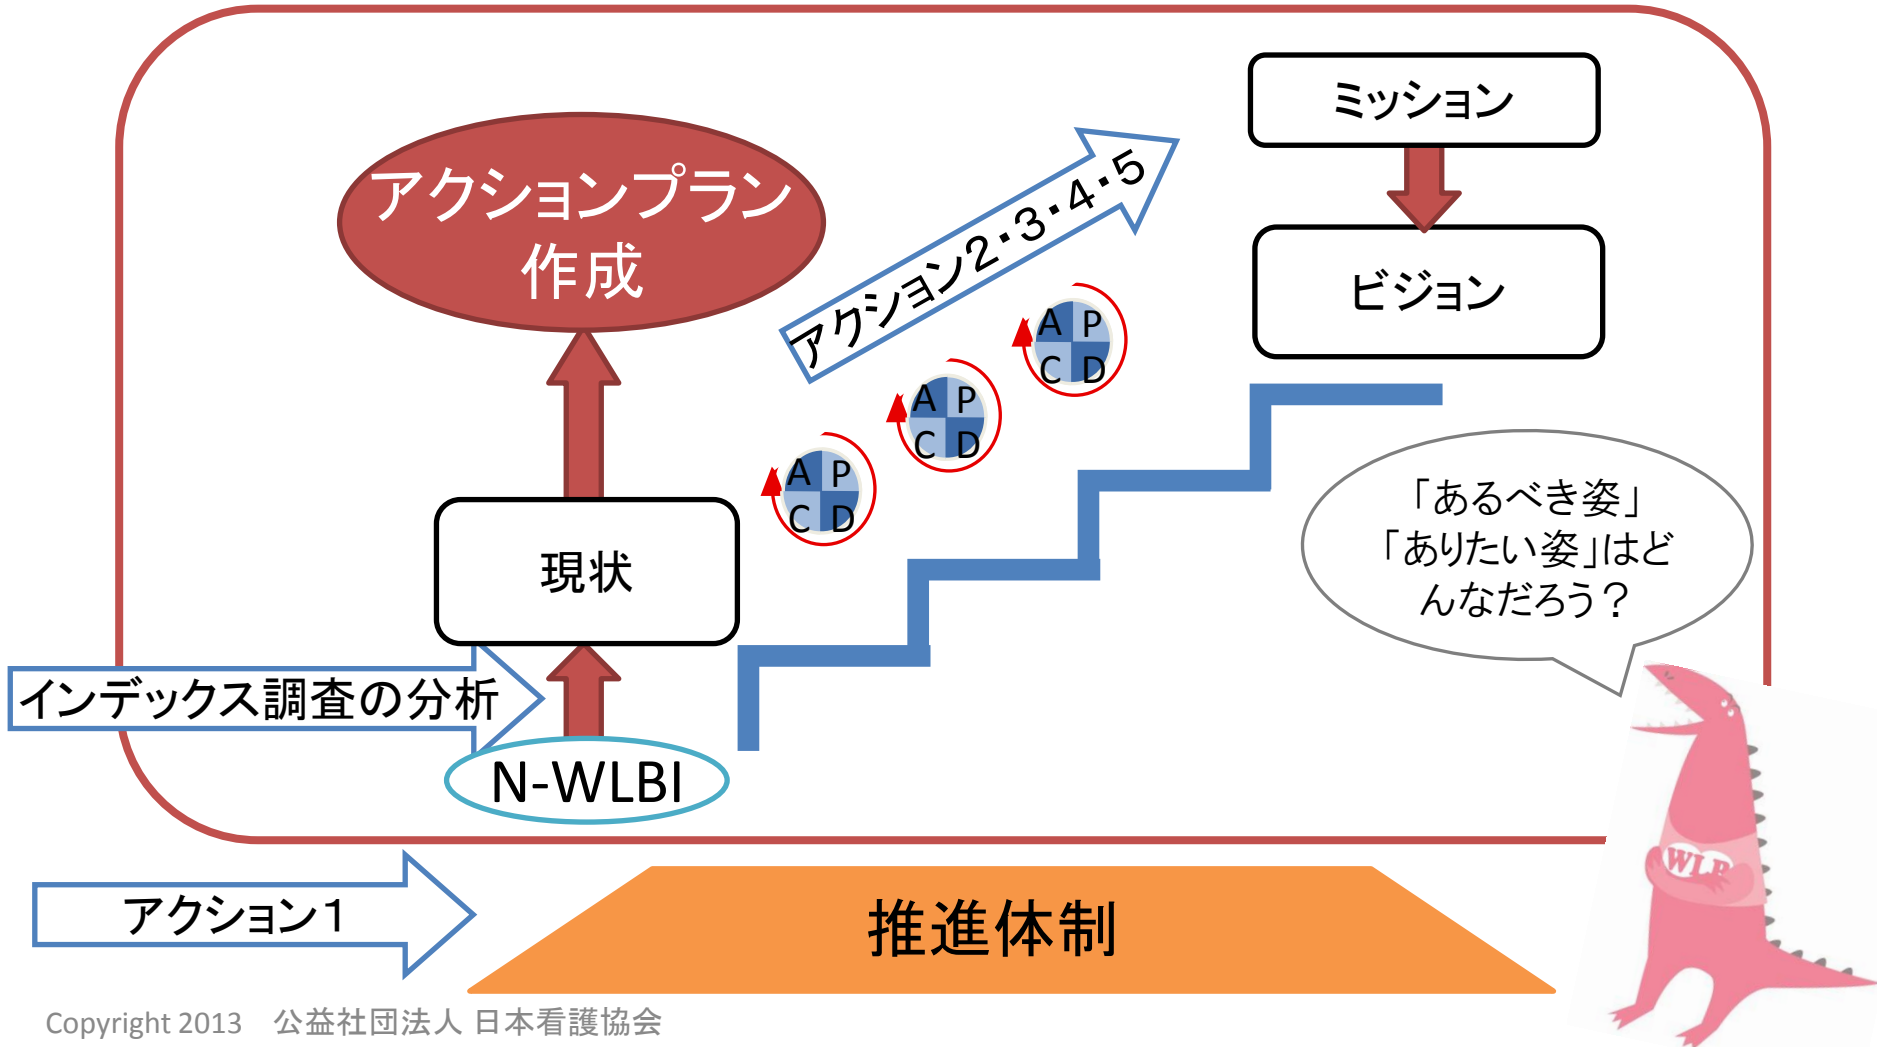 ミッション
アクションプラン
作成
アクション２・３・４・５
ビジョン
A P
C D
A P
C D
A P
C D
「あるべき姿」
「ありたい姿」はど
んなだろう？
現状
インデックス調査の分析
N-WLBI
WLB
アクション１
推進体制
Copyright 2013　公益社団法人 日本看護協会